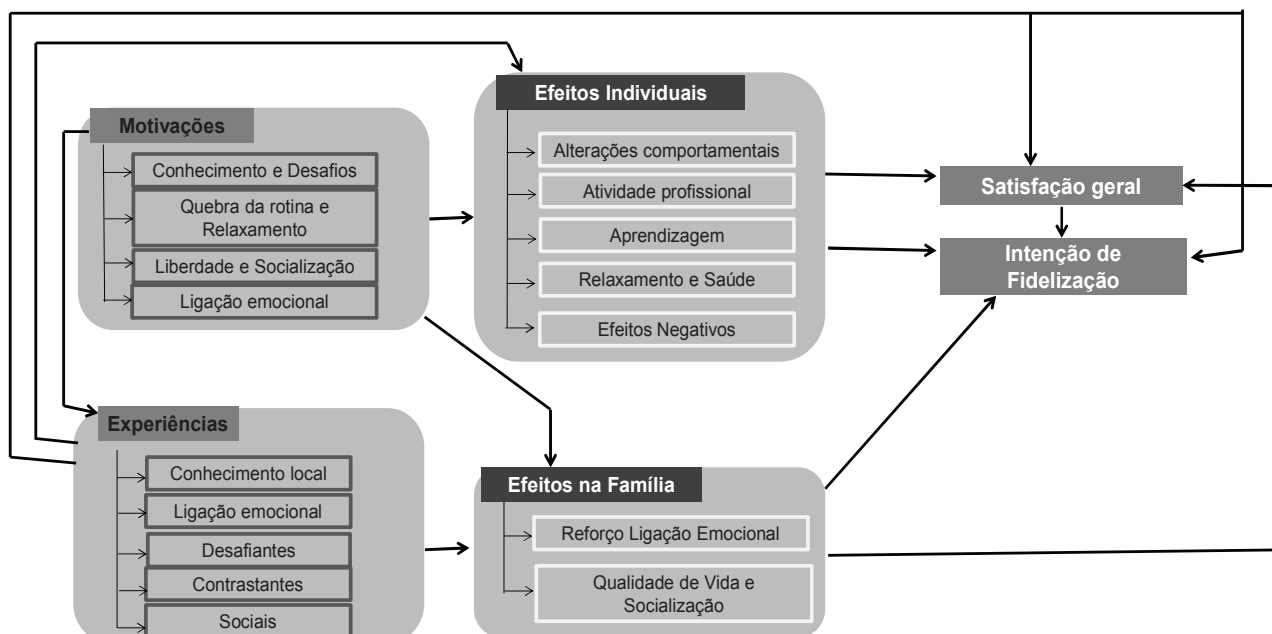 Motivações
Conhecimento e Desafios
Quebra da rotina e
Relaxamento
Liberdade e Socialização
Ligação emocional
Experiências
Conhecimento local
Ligação emocional
Desafiantes
Contrastantes
Sociais
Efeitos Individuais
Alterações comportamentais
Atividade profissional
Aprendizagem
Relaxamento e Saúde
Efeitos Negativos
Efeitos na Família
Reforço Ligação Emocional
Qualidade de Vida e
Socialização
Satisfação geral
Intenção de
Fidelização